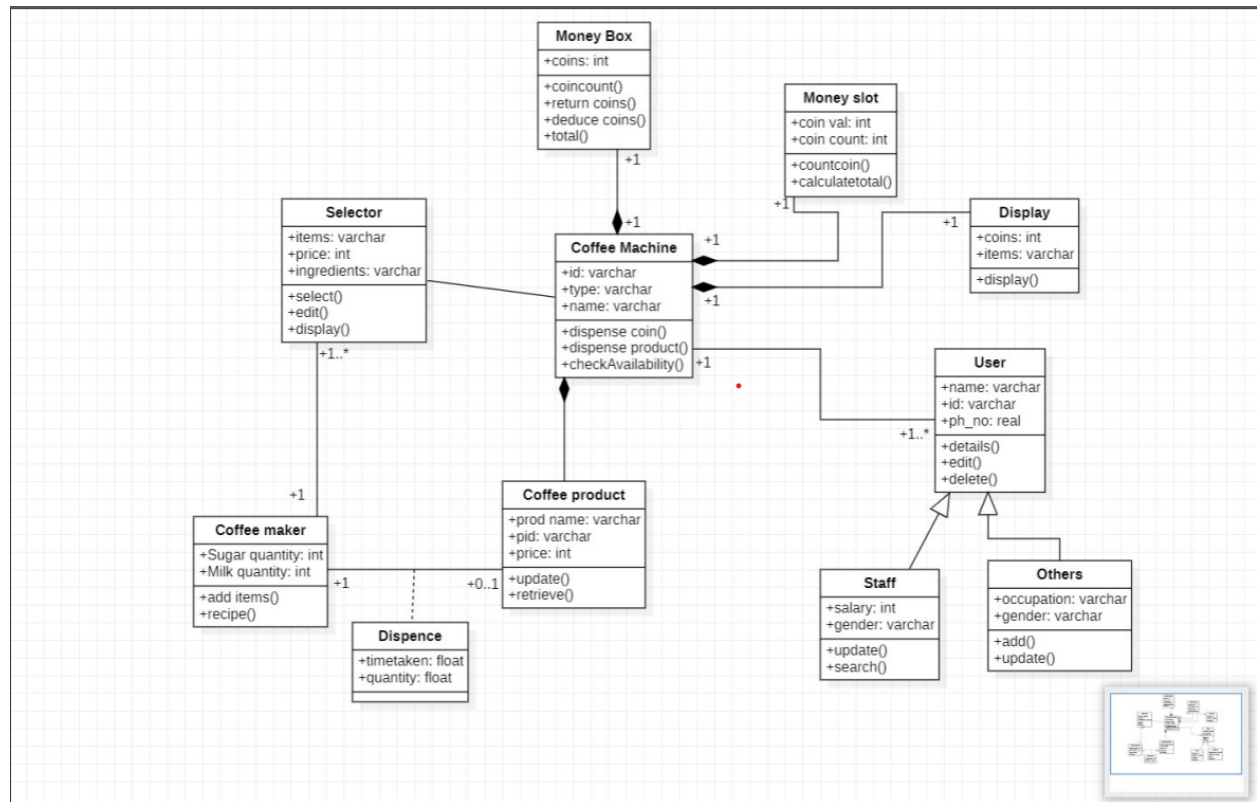 Money Box
+coins: int
+coincount()
+return coins()
+deduce coins()
+total()
+1
+1
Money slot
+coin val: int
+coin count: int
+countcoin()
+calculatetotal()
+1
+1
Display
+coins: int
+items: varchar
+display()
+1
+1
Selector
+items: varchar
+price: int
+ingredients: varchar
+select()
+edit()
+display()
+1..*
Coffee Machine
+id: varchar
+type: varchar
+name: varchar
+dispense coin()
+dispense product()
+checkAvailability()
+1
User
+name: varchar
+id: varchar
+ph_no: real
+details()
+edit()
+delete()
+1..*
+1
Coffee maker
+Sugar quantity: int
+Milk quantity: int
+add items()
+recipe()
+1
Coffee product
+prod name: varchar
+pid: varchar
+price: int
+update()
+retrieve()
+0..1
Dispence
+timetaken: float
+quantity: float
Staff
+salary: int
+gender: varchar
+update()
+search()
Others
+occupation: varchar
+gender: varchar
+add()
+update()